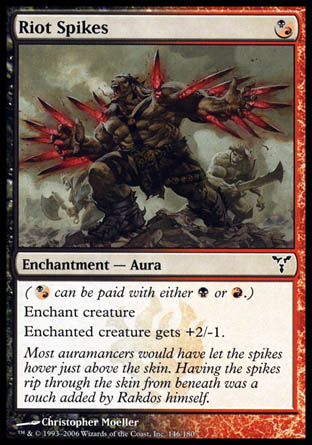 Riot Spikes
Enchantment — Aura
( can be paid with either or .)
Enchant creature
Enchanted creature gets +2/-1.
Most auramancers would have let the spikes
hover just above the skin. Having the spikes
rip through the skin from beneath was a
touch added by Rakdos himself.
Christopher Moeller
™ & © 1993–2006 Wizards of the Coast, Inc. 146/180